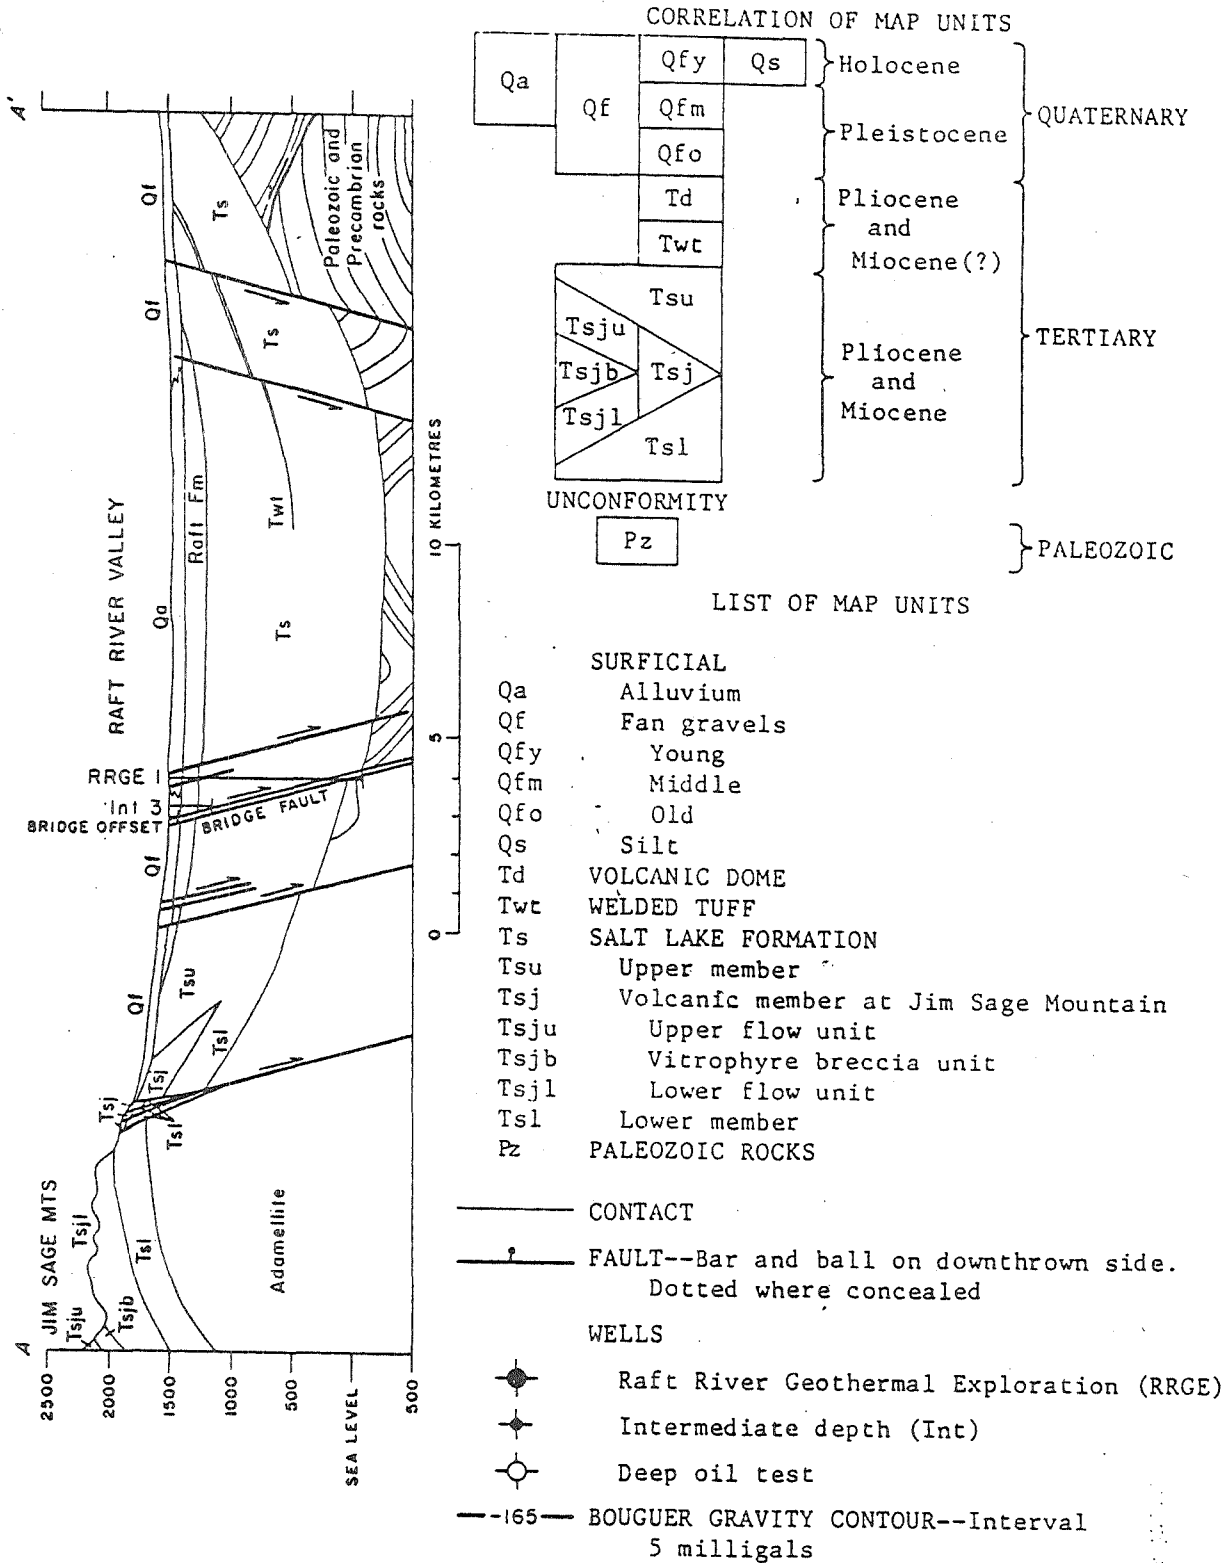 CORRELATION OF MAP UNITS
Qa
Qf
Qfy
Qs
Qfm
Qfo
Td
Twt
Tsu
Tsju
Tsjb
Tsj
Tsjl
Tsl
Holocene
Pleistocene
Pliocene
and
Miocene(?)
Pliocene
and
Miocene
QUATERNARY
TERTIARY
UNCONFORMITY
Pz
PALEOZOIC
LIST OF MAP UNITS
SURFICIAL
Qa Alluvium
Qf Fan gravels
Qfy Young
Qfm Middle
Qfo Old
Qs Silt
Td VOLCANIC DOME
Twt WELDED TUFF
Ts SALT LAKE FORMATION
Tsu Upper member
Tsj Volcanic member at Jim Sage Mountain
Tsju Upper flow unit
Tsjb Vitrophyre breccia unit
Tsjl Lower flow unit
Tsl Lower member
Pz PALEOZOIC ROCKS
CONTACT
FAULT--Bar and ball on downthrown side.
Dotted where concealed
WELLS
Raft River Geothermal Exploration (RRGE)
Intermediate depth (Int)
Deep oil test
-165 BOUGUER GRAVITY CONTOUR--Interval
5 milligals
A
A'
JIM SAGE MTS
Tsju
Tsjl
Tsjb
Tsl
Adamellite
Tsj
Tsl
Tsj
Qf
Tsu
Tsl
Qf
BRIDGE OFFSET
Int 3
RRGE 1
BRIDGE FAULT
RAFT RIVER VALLEY
Qa
Raft Fm
Ts
Twt
Qf
Ts
Qf
Ts
Paleozoic and
Precambrian
rocks
2500
2000
1500
1000
500
SEA LEVEL
500
0
5
10 KILOMETRES